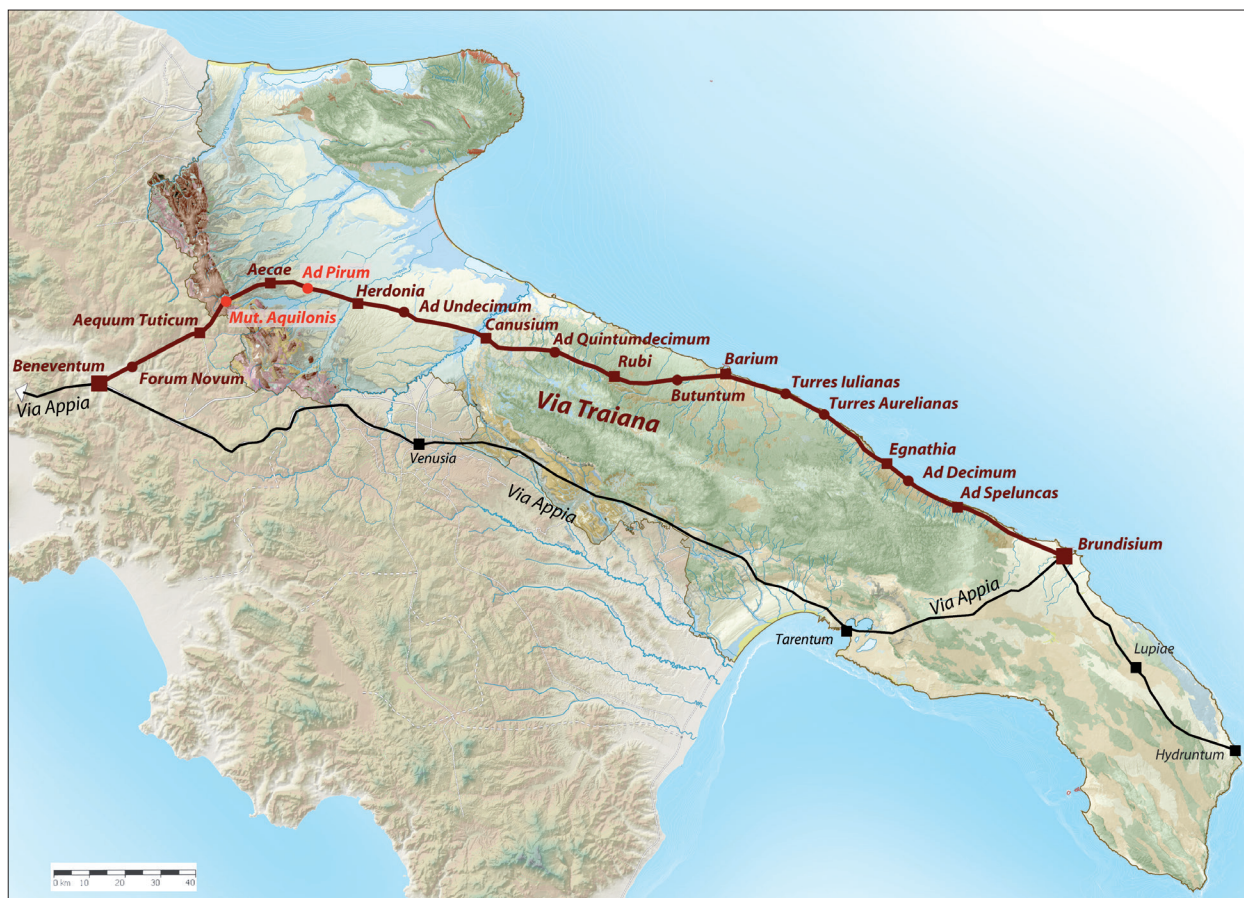 Aecae
Ad Pirum
Herdonia
Mut. Aquilonis
Ad Undecimum
Aequum Tuticum
Canusium
Ad Quintumdecimum
Beneventum
Forum Novum
Rubi
Barium
Via Appia
Butuntum
Turres Iulianas
Turres Aurelianas
Via Traiana
Venusia
Egnathia
Ad Decimum
Via Appia
Ad Speluncas
Brundisium
Via Appia
Tarentum
Lupiae
Hydruntum
0 km 10 20 30 40